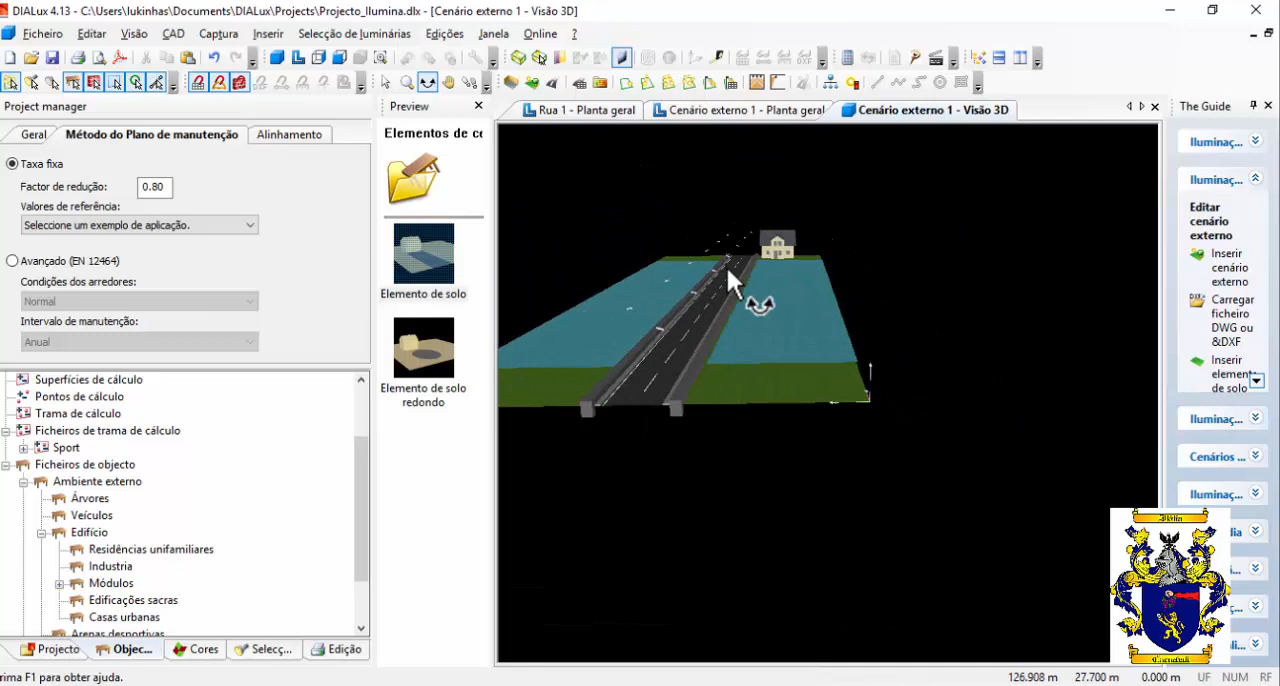 DIALux 4.13 - C:\Users\lukinhas\Documents\DIALux\Projects\Projecto_Ilumina.dlx - [Cenário externo 1 - Visão 3D]
Ficheiro Editar Visão CAD Captura Inserir Selecção de luminárias Edições Janela Online ?
Project manager
Geral Método do Plano de manutenção Alinhamento
Taxa fixa
Factor de redução: 0.80
Valores de referência:
Seleccione um exemplo de aplicação.
Avançado (EN 12464)
Condições dos arredores:
Normal
Intervalo de manutenção:
Anual
Superfícies de cálculo
Pontos de cálculo
Trama de cálculo
Ficheiros de trama de cálculo
Sport
Ficheiros de objecto
Ambiente externo
Árvores
Veículos
Edifício
Residências unifamiliares
Industria
Módulos
Edificações sacras
Casas urbanas
Arenas desportivas
Projecto Objec... Cores Selecç... Edição
Preview
Elementos de c
Elemento de solo
Elemento de solo
redondo
Rua 1 - Planta geral Cenário externo 1 - Planta geral Cenário externo 1 - Visão 3D
The Guide
Iluminaç...
Iluminaç...
Editar
cenário
externo
Inserir
cenário
externo
Carregar
ficheiro
DWG ou
&DXF
Inserir
element
de solo
Iluminaç...
Cenários ...
Iluminaç...
rima F1 para obter ajuda.
126.908 m 27.700 m 0.000 m UF NUM RF